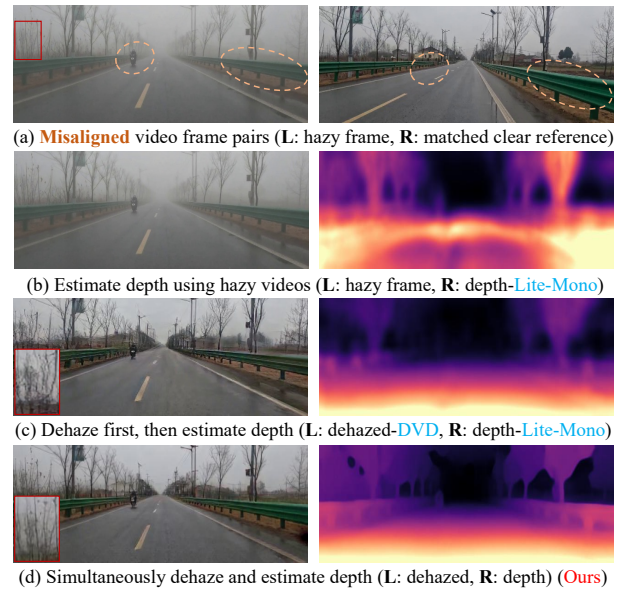 (a) Misaligned video frame pairs (L: hazy frame, R: matched clear reference)
(b) Estimate depth using hazy videos (L: hazy frame, R: depth-Lite-Mono)
(c) Dehaze first, then estimate depth (L: dehazed-DVD, R: depth-Lite-Mono)
(d) Simultaneously dehaze and estimate depth (L: dehazed, R: depth) (Ours)